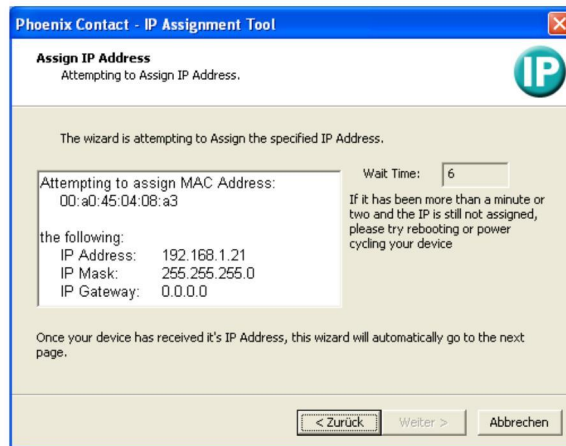 Phoenix Contact - IP Assignment Tool
Assign IP Address
Attempting to Assign IP Address.
IP
The wizard is attempting to Assign the specified IP Address.
Attempting to assign MAC Address:
00:a0:45:04:08:a3
the following:
IP Address: 192.168.1.21
IP Mask: 255.255.255.0
IP Gateway: 0.0.0.0
Wait Time: 6
If it has been more than a minute or
two and the IP is still not assigned,
please try rebooting or power
cycling your device
Once your device has received it's IP Address, this wizard will automatically go to the next
page.
< Zurück
Weiter >
Abbrechen